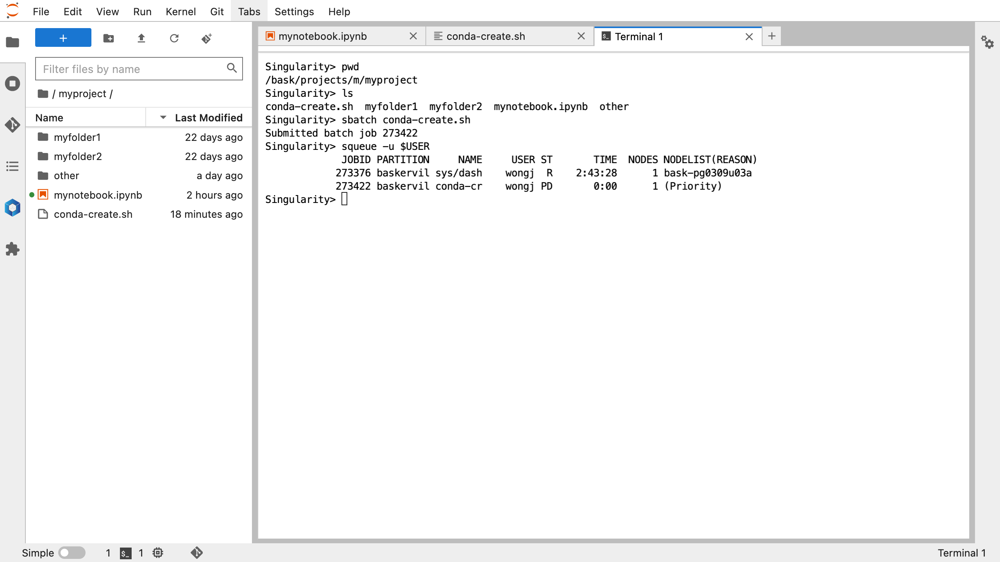 File Edit View Run Kernel Git Tabs Settings Help
+
Filter files by name
/ myproject /
Name Last Modified
myfolder1 22 days ago
myfolder2 22 days ago
other a day ago
mynotebook.ipynb 2 hours ago
conda-create.sh 18 minutes ago
mynotebook.ipynb conda-create.sh $_ Terminal 1 +
Singularity> pwd
/bask/projects/m/myproject
Singularity> ls
conda-create.sh myfolder1 myfolder2 mynotebook.ipynb other
Singularity> sbatch conda-create.sh
Submitted batch job 273422
Singularity> squeue -u $USER
JOBID PARTITION NAME USER ST TIME NODES NODELIST(REASON)
273376 baskervil sys/dash wongj R 2:43:28 1 bask-pg0309u03a
273422 baskervil conda-cr wongj PD 0:00 1 (Priority)
Singularity>
Simple 1 $_ 1 Terminal 1